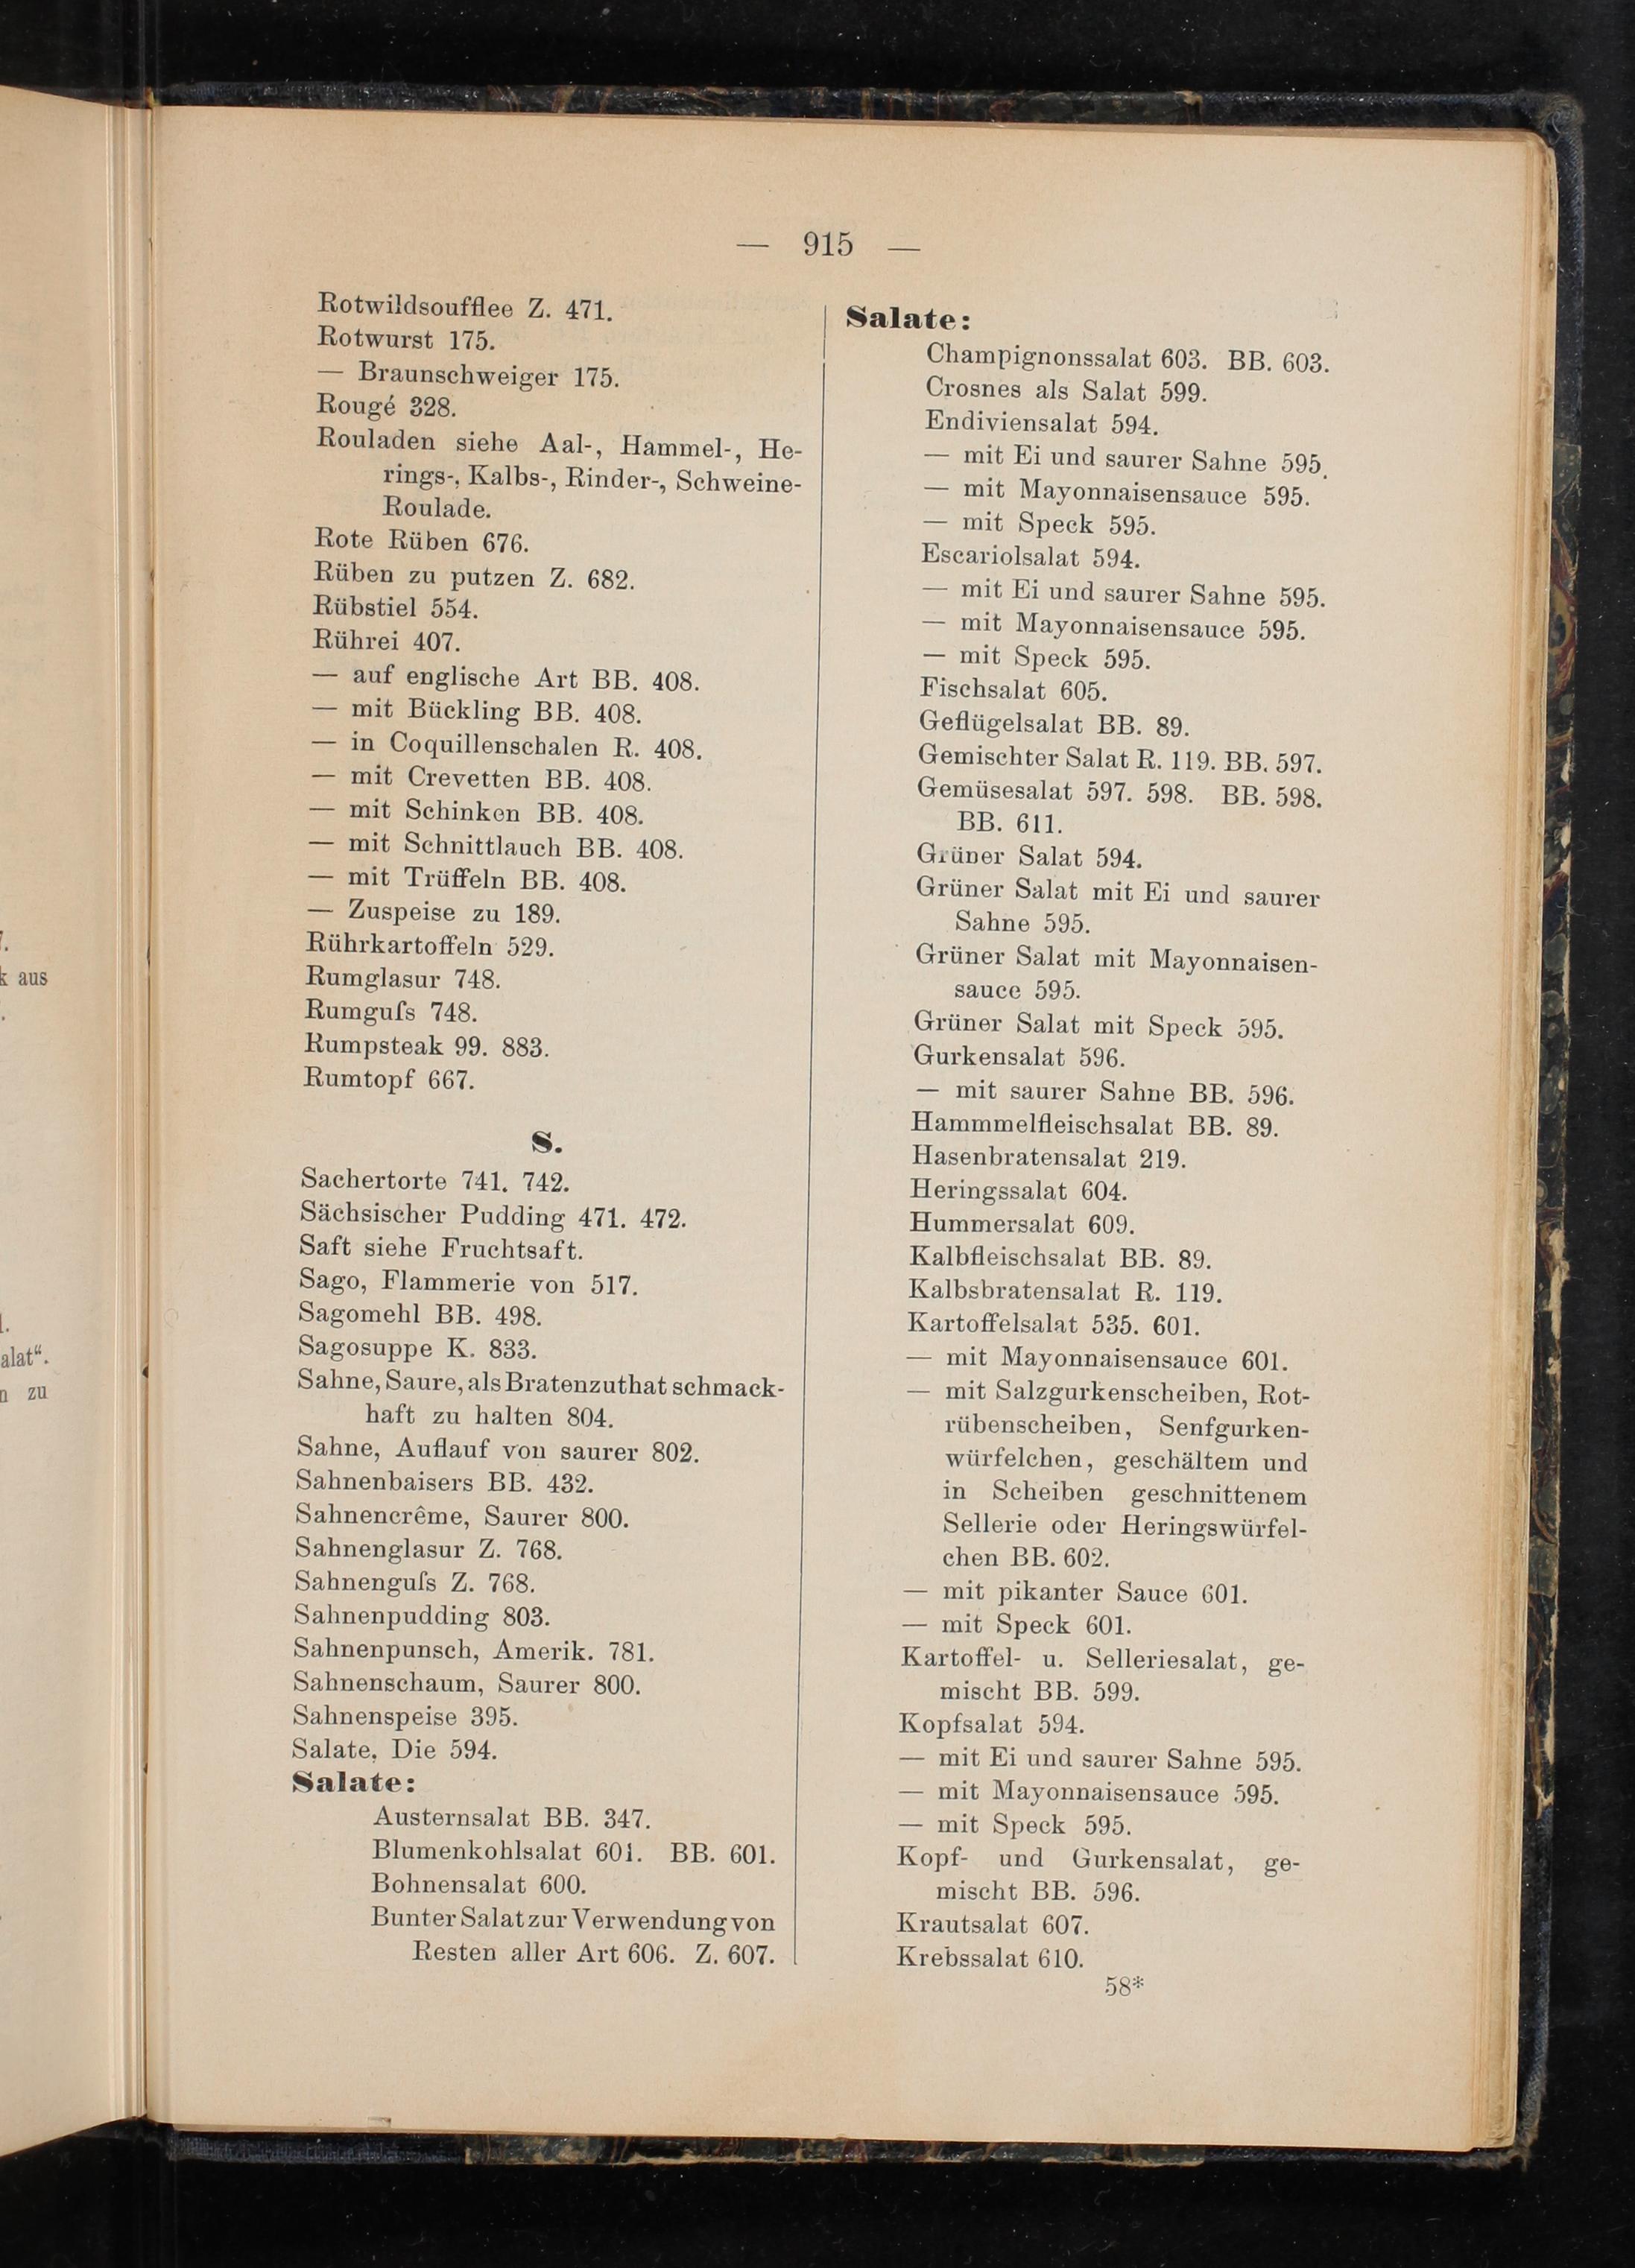 — 915 —
Rotwildsoufflee Z. 471.
Rotwurst 175.
— Braunschweiger 175.
Rougé 328.
Rouladen siehe Aal-, Hammel-, He-
rings-, Kalbs-, Rinder-, Schweine-
Roulade.
Rote Rüben 676.
Rüben zu putzen Z. 682.
Rübstiel 554.
Rührei 407.
— auf englische Art BB. 408.
— mit Bückling BB. 408.
— in Coquillenschalen R. 408.
— mit Crevetten BB. 408.
— mit Schinken BB. 408.
— mit Schnittlauch BB. 408.
— mit Trüffeln BB. 408.
— Zuspeise zu 189.
Rührkartoffeln 529.
Rumglasur 748.
Rumguſs 748.
Rumpsteak 99. 883.
Rumtopf 667.
S.
Sachertorte 741. 742.
Sächsischer Pudding 471. 472.
Saft siehe Fruchtsaft.
Sago, Flammerie von 517.
Sagomehl BB. 498.
Sagosuppe K. 833.
Sahne, Saure, als Bratenzuthat schmack-
haft zu halten 804.
Sahne, Auflauf von saurer 802.
Sahnenbaisers BB. 432.
Sahnencrême, Saurer 800.
Sahnenglasur Z. 768.
Sahnenguſs Z. 768.
Sahnenpudding 803.
Sahnenpunsch, Amerik. 781.
Sahnenschaum, Saurer 800.
Sahnenspeise 395.
Salate, Die 594.
Salate:
Austernsalat BB. 347.
Blumenkohlsalat 601. BB. 601.
Bohnensalat 600.
Bunter Salat zur Verwendung von
Resten aller Art 606. Z. 607.
Salate:
Champignonssalat 603. BB. 603.
Crosnes als Salat 599.
Endiviensalat 594.
— mit Ei und saurer Sahne 595.
— mit Mayonnaisensauce 595.
— mit Speck 595.
Escariolsalat 594.
— mit Ei und saurer Sahne 595.
— mit Mayonnaisensauce 595.
— mit Speck 595.
Fischsalat 605.
Geflügelsalat BB. 89.
Gemischter Salat R. 119. BB. 597.
Gemüsesalat 597. 598. BB. 598.
BB. 611.
Grüner Salat 594.
Grüner Salat mit Ei und saurer
Sahne 595.
Grüner Salat mit Mayonnaisen-
sauce 595.
Grüner Salat mit Speck 595.
Gurkensalat 596.
— mit saurer Sahne BB. 596.
Hammmelfleischsalat BB. 89.
Hasenbratensalat 219.
Heringssalat 604.
Hummersalat 609.
Kalbfleischsalat BB. 89.
Kalbsbratensalat R. 119.
Kartoffelsalat 535. 601.
— mit Mayonnaisensauce 601.
— mit Salzgurkenscheiben, Rot-
rübenscheiben, Senfgurken-
würfelchen, geschältem und
in Scheiben geschnittenem
Sellerie oder Heringswürfel-
chen BB. 602.
— mit pikanter Sauce 601.
— mit Speck 601.
Kartoffel- u. Selleriesalat, ge-
mischt BB. 599.
Kopfsalat 594.
— mit Ei und saurer Sahne 595.
— mit Mayonnaisensauce 595.
— mit Speck 595.
Kopf- und Gurkensalat, ge-
mischt BB. 596.
Krautsalat 607.
Krebssalat 610.
58*
aus
alat“.
zu